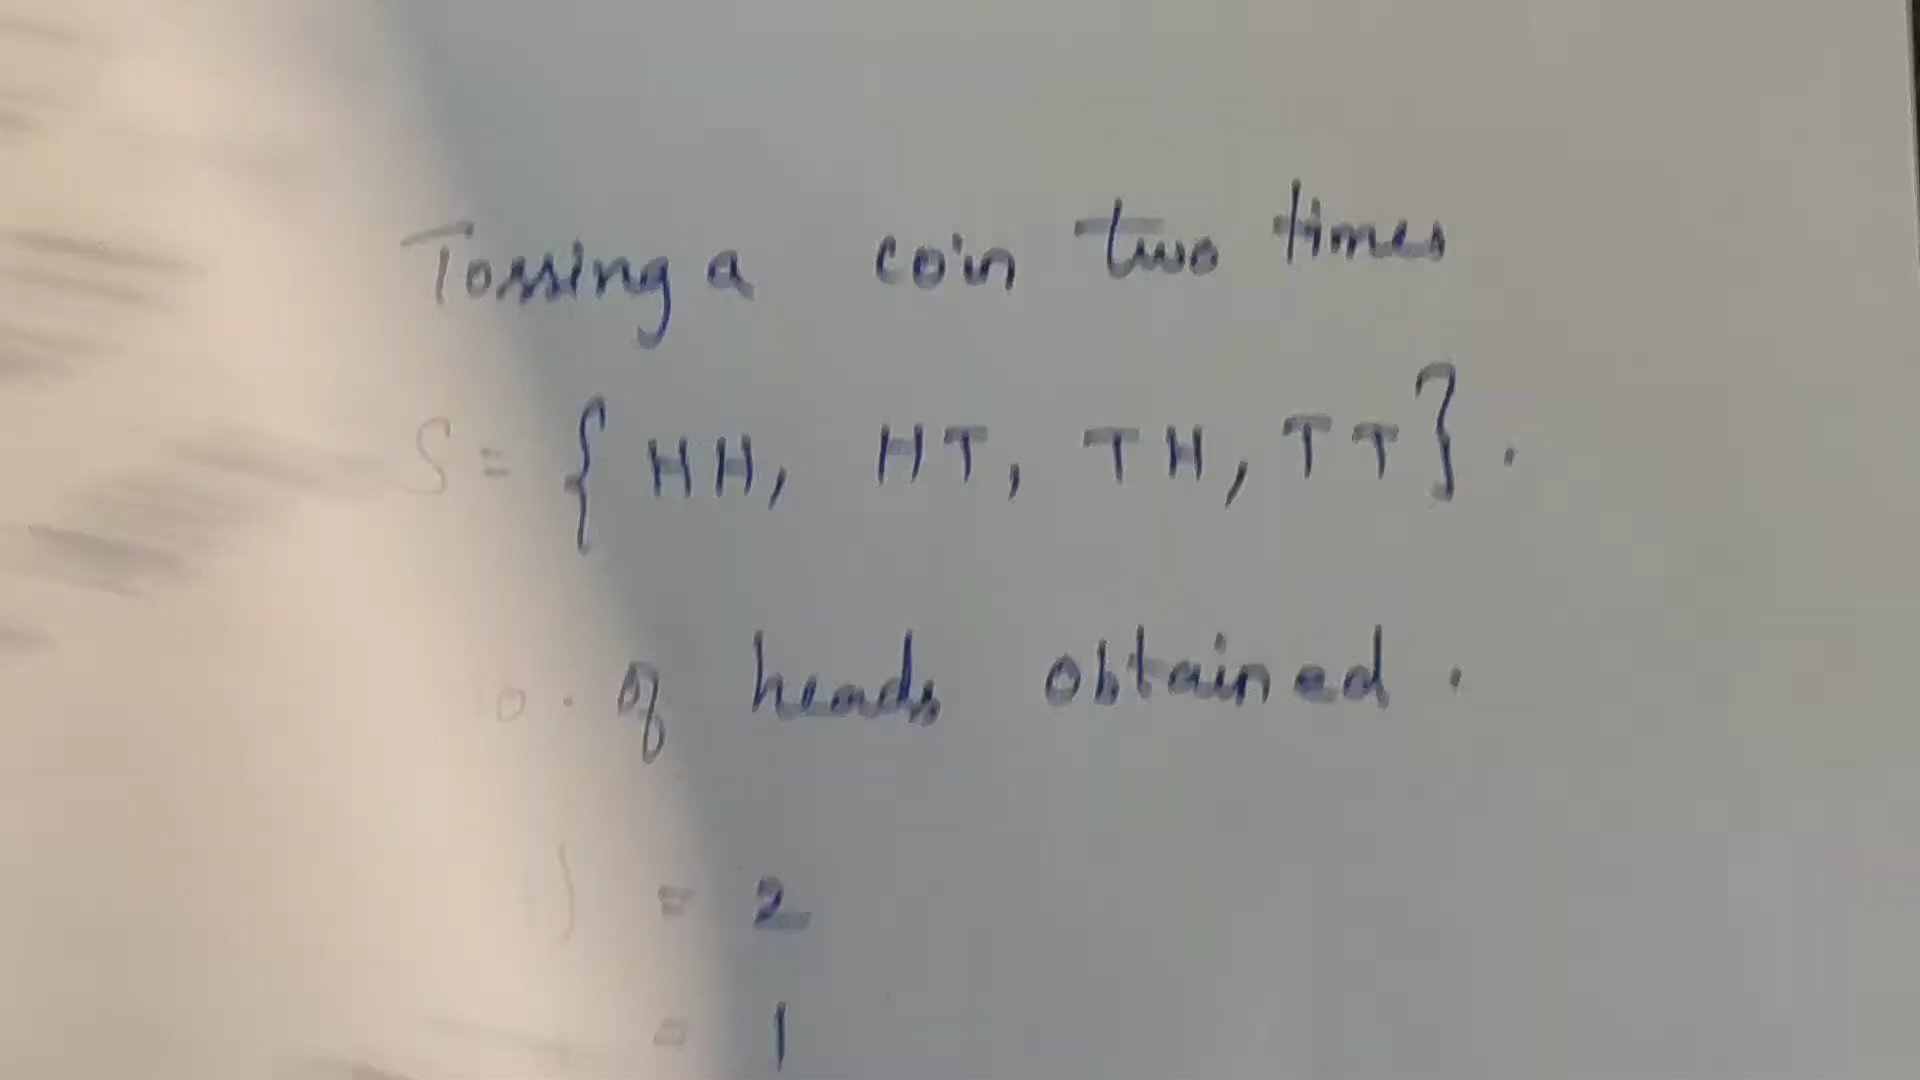 Tossing a coin two times
S = { HH, HT, TH, TT } .
o. of heads obtained .
) = 2
= 1